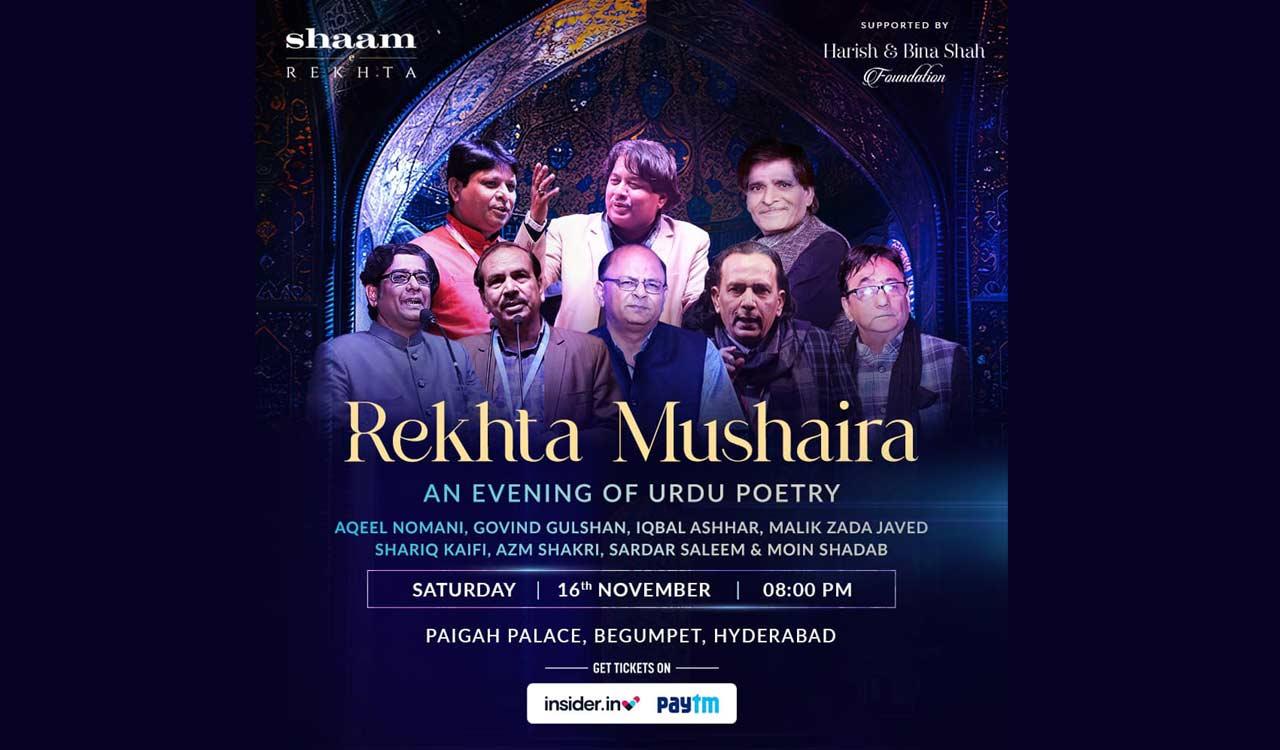 shaam
e
REKHTA
SUPPORTED BY
Harish & Bina Shah
Foundation
Rekhta Mushaira
AN EVENING OF URDU POETRY
AQEEL NOMANI, GOVIND GULSHAN, IQBAL ASHHAR, MALIK ZADA JAVED
SHARIQ KAIFI, AZM SHAKRI, SARDAR SALEEM & MOIN SHADAB
SATURDAY | 16th NOVEMBER | 08:00 PM
PAIGAH PALACE, BEGUMPET, HYDERABAD
GET TICKETS ON
insider.in paytm